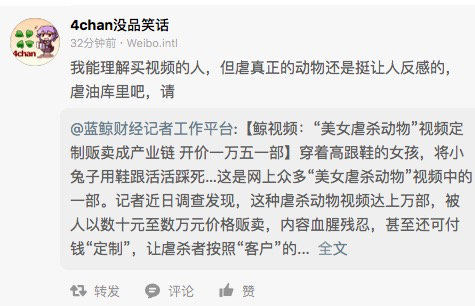 4chan没品笑话
32分钟前・Weibo.intl
4chan
我能理解买视频的人，但虐真正的动物还是挺让人反感的，
虐油库里吧，请
@蓝鲸财经记者工作平台:【鲸视频：“美女虐杀动物”视频定
制贩卖成产业链 开价一万五一部】穿着高跟鞋的女孩，将小
兔子用鞋跟活活踩死...这是网上众多“美女虐杀动物”视频中的
一部。记者近日调查发现，这种虐杀动物视频达上万部，被
人以数十元至数万元价格贩卖，内容血腥残忍，甚至还可付
钱“定制”，让虐杀者按照“客户”的... 全文
转发 评论 赞